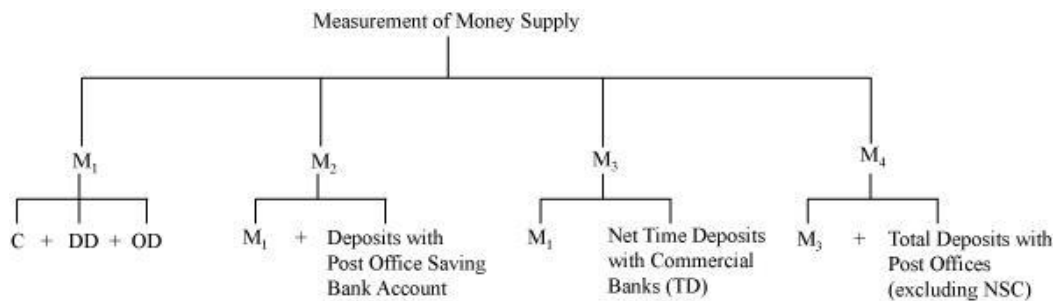 Measurement of Money Supply
M₁
M₂
M₃
M₄
C + DD + OD
M₁ + Deposits with
Post Office Saving
Bank Account
M₁ Net Time Deposits
with Commercial
Banks (TD)
M₃ + Total Deposits with
Post Offices
(excluding NSC)